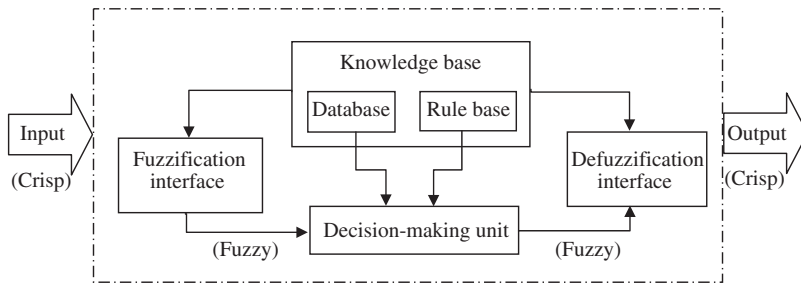 Knowledge base
Database
Rule base
Input
(Crisp)
Fuzzification
interface
Defuzzification
interface
Output
(Crisp)
Decision-making unit
(Fuzzy)
(Fuzzy)